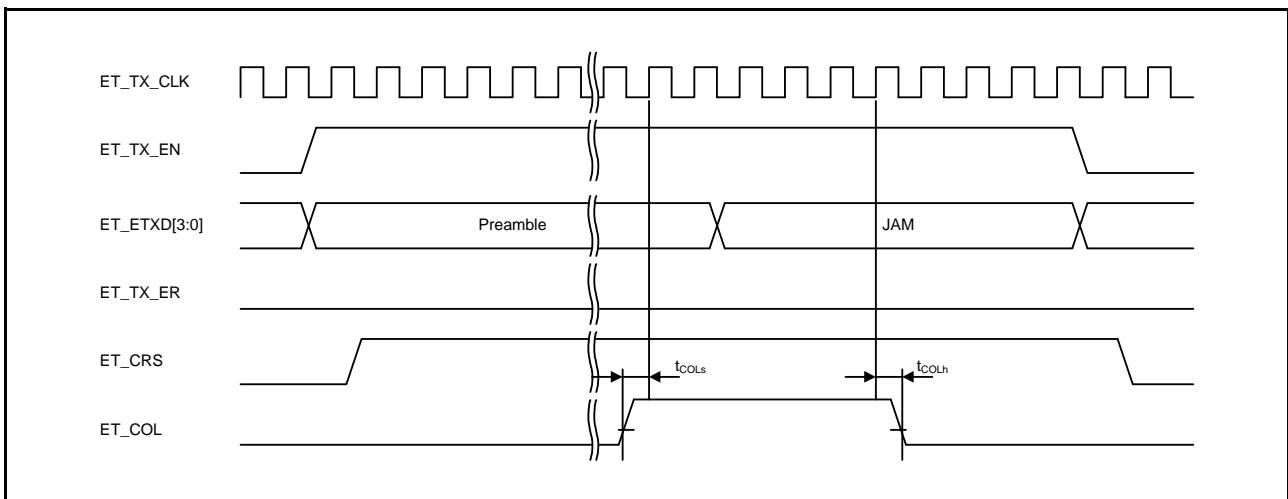 ET_TX_CLK
ET_TX_EN
ET_ETXD[3:0]
Preamble
JAM
ET_TX_ER
ET_CRS
tCOLs
tCOLh
ET_COL